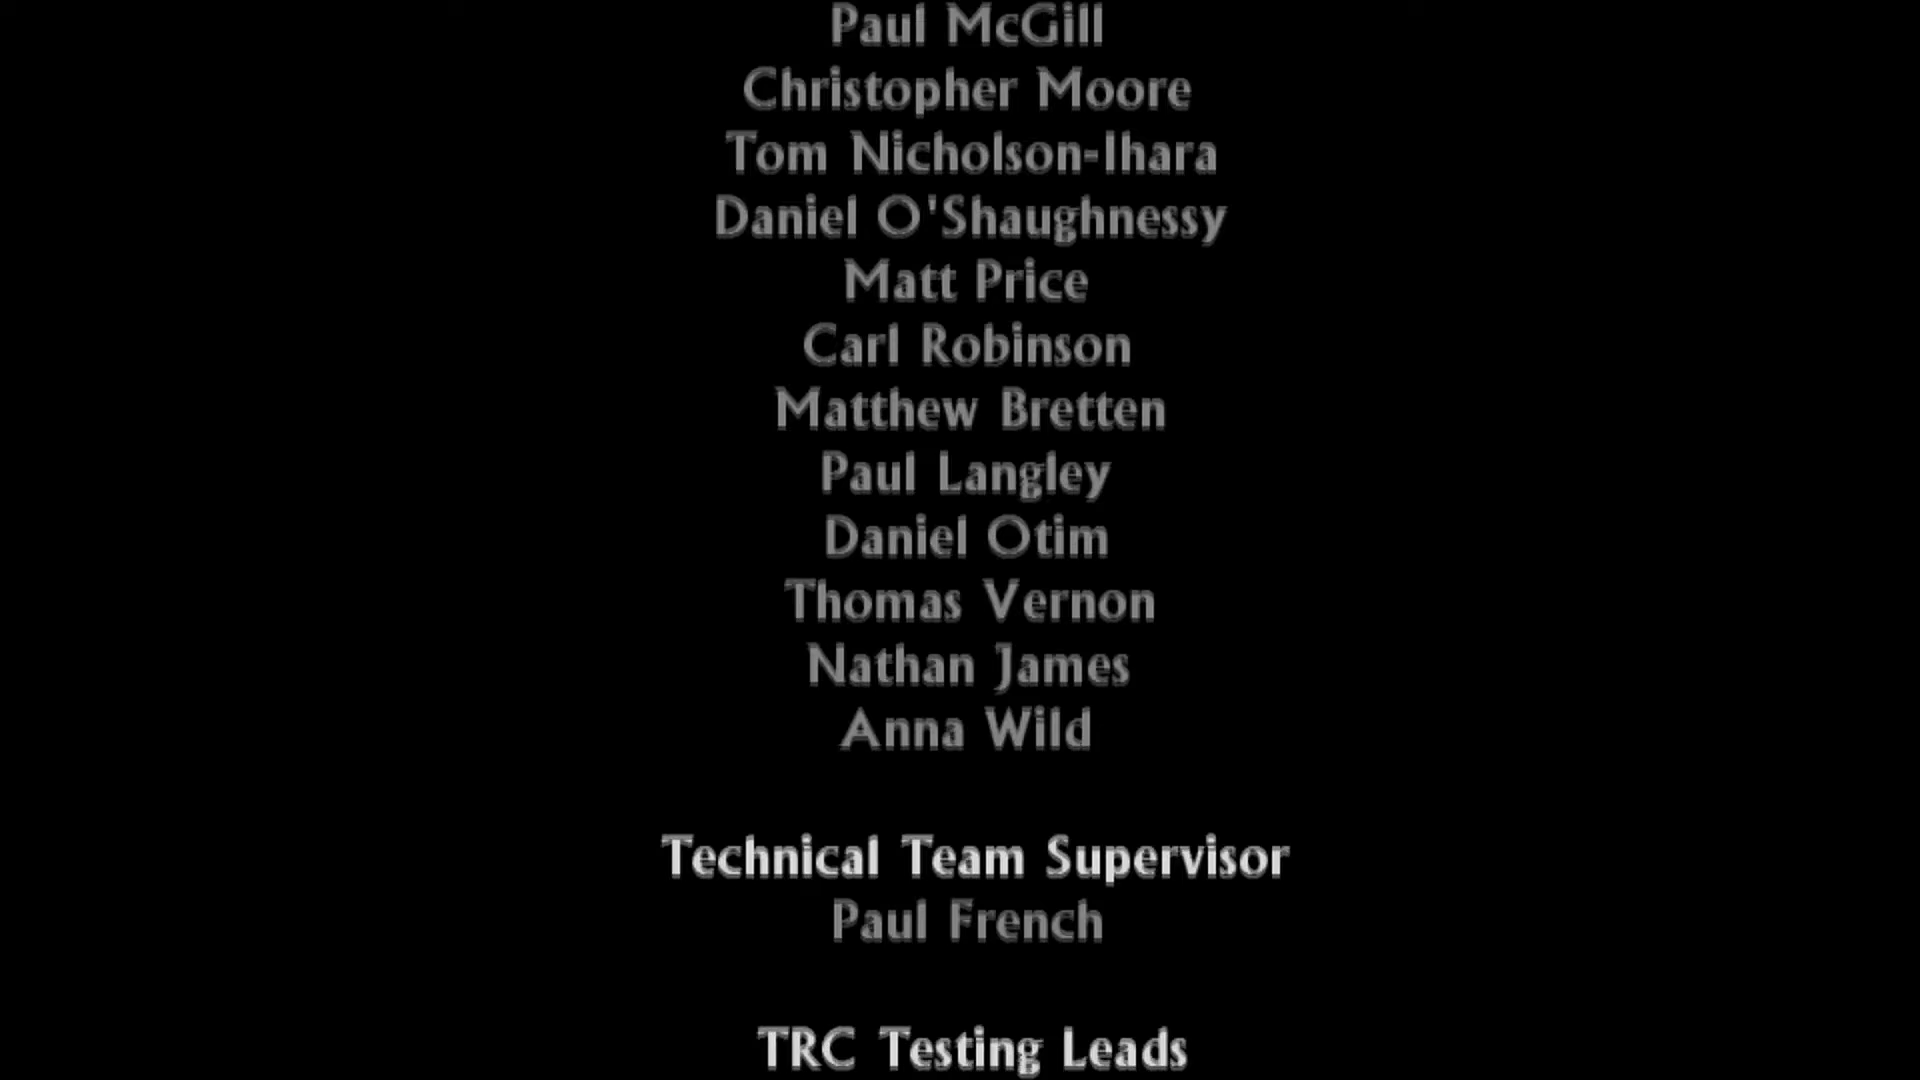 Paul McGill
Christopher Moore
Tom Nicholson-Ihara
Daniel O'Shaughnessy
Matt Price
Carl Robinson
Matthew Bretten
Paul Langley
Daniel Otim
Thomas Vernon
Nathan James
Anna Wild
Technical Team Supervisor
Paul French
TRC Testing Leads